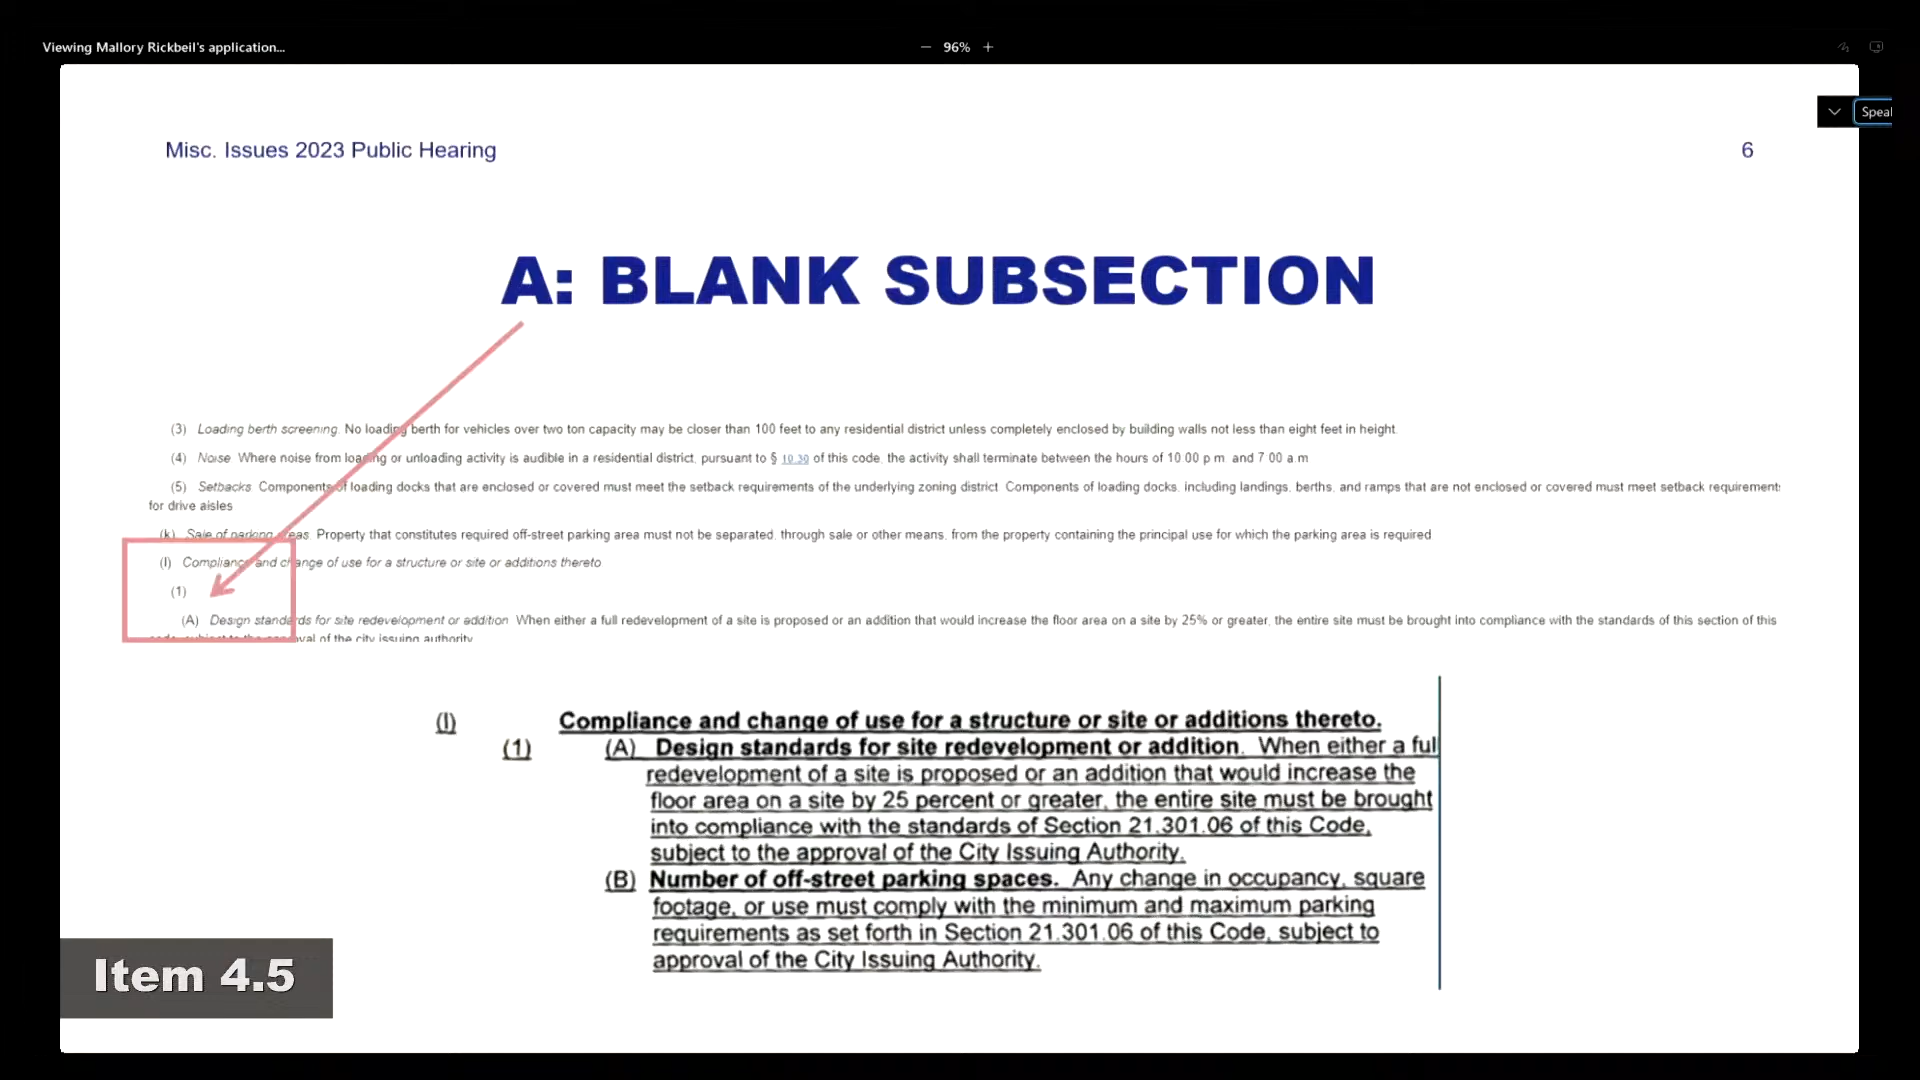 Viewing Mallory Rickbeil's application...
96%
Speak
Misc. Issues 2023 Public Hearing
6
A: BLANK SUBSECTION
(3) Loading berth screening. No loading berth for vehicles over two ton capacity may be closer than 100 feet to any residential district unless completely enclosed by building walls not less than eight feet in height.
(4) Noise. Where noise from loading or unloading activity is audible in a residential district, pursuant to § 10.30 of this code, the activity shall terminate between the hours of 10:00 p.m. and 7:00 a.m.
(5) Setbacks. Components of loading docks that are enclosed or covered must meet the setback requirements of the underlying zoning district. Components of loading docks, including landings, berths, and ramps that are not enclosed or covered must meet setback requirements
for drive aisles
(k) Sale of parking areas. Property that constitutes required off-street parking area must not be separated, through sale or other means, from the property containing the principal use for which the parking area is required
(l) Compliance and change of use for a structure or site or additions thereto
(1)
(A) Design standards for site redevelopment or addition. When either a full redevelopment of a site is proposed or an addition that would increase the floor area on a site by 25% or greater, the entire site must be brought into compliance with the standards of this section of this
code, subject to the approval of the city issuing authority
(l) Compliance and change of use for a structure or site or additions thereto.
(1) (A) Design standards for site redevelopment or addition. When either a full
redevelopment of a site is proposed or an addition that would increase the
floor area on a site by 25 percent or greater, the entire site must be brought
into compliance with the standards of Section 21.301.06 of this Code,
subject to the approval of the City Issuing Authority.
(B) Number of off-street parking spaces. Any change in occupancy, square
footage, or use must comply with the minimum and maximum parking
requirements as set forth in Section 21.301.06 of this Code, subject to
approval of the City Issuing Authority.
Item 4.5